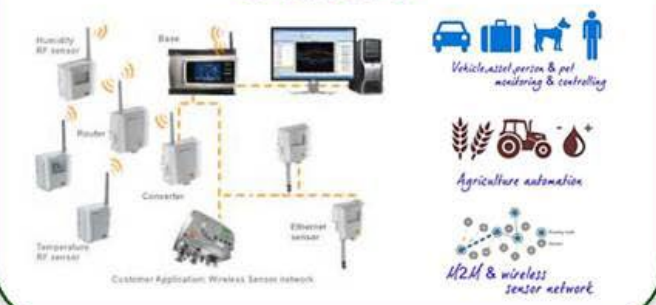 Humidity
RF sensor
Base
Router
Converter
Temperature
RF sensor
Ethernet
sensor
Customer Application: Wireless Sensor network
Vehicle,asset,person & pet
monitoring & controlling
Agriculture automation
M2M & wireless
sensor network